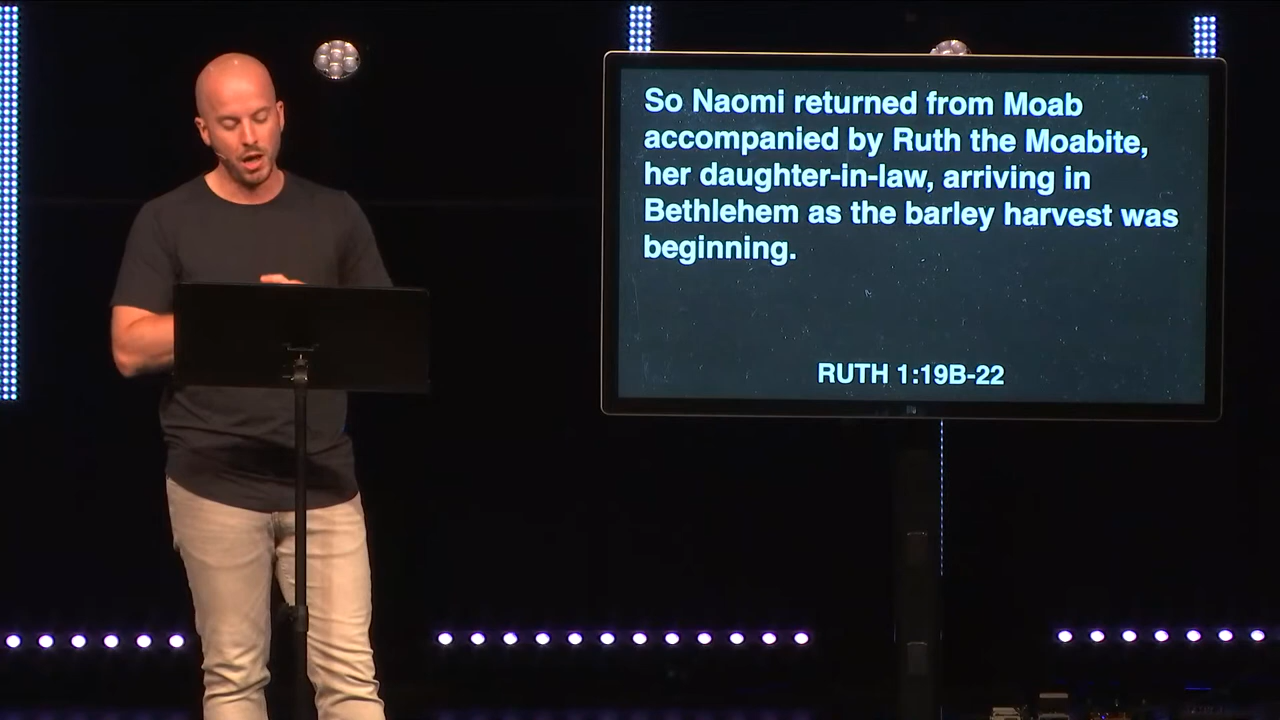 So Naomi returned from Moab
accompanied by Ruth the Moabite,
her daughter-in-law, arriving in
Bethlehem as the barley harvest was
beginning.
RUTH 1:19B-22